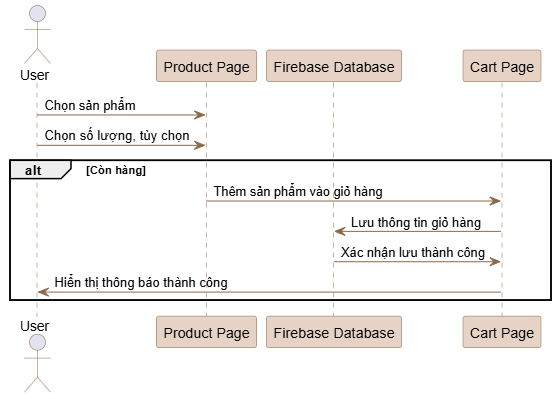 User
Product Page
Firebase Database
Cart Page
Chọn sản phẩm
Chọn số lượng, tùy chọn
alt
[Còn hàng]
Thêm sản phẩm vào giỏ hàng
Lưu thông tin giỏ hàng
Xác nhận lưu thành công
Hiển thị thông báo thành công
User
Product Page
Firebase Database
Cart Page